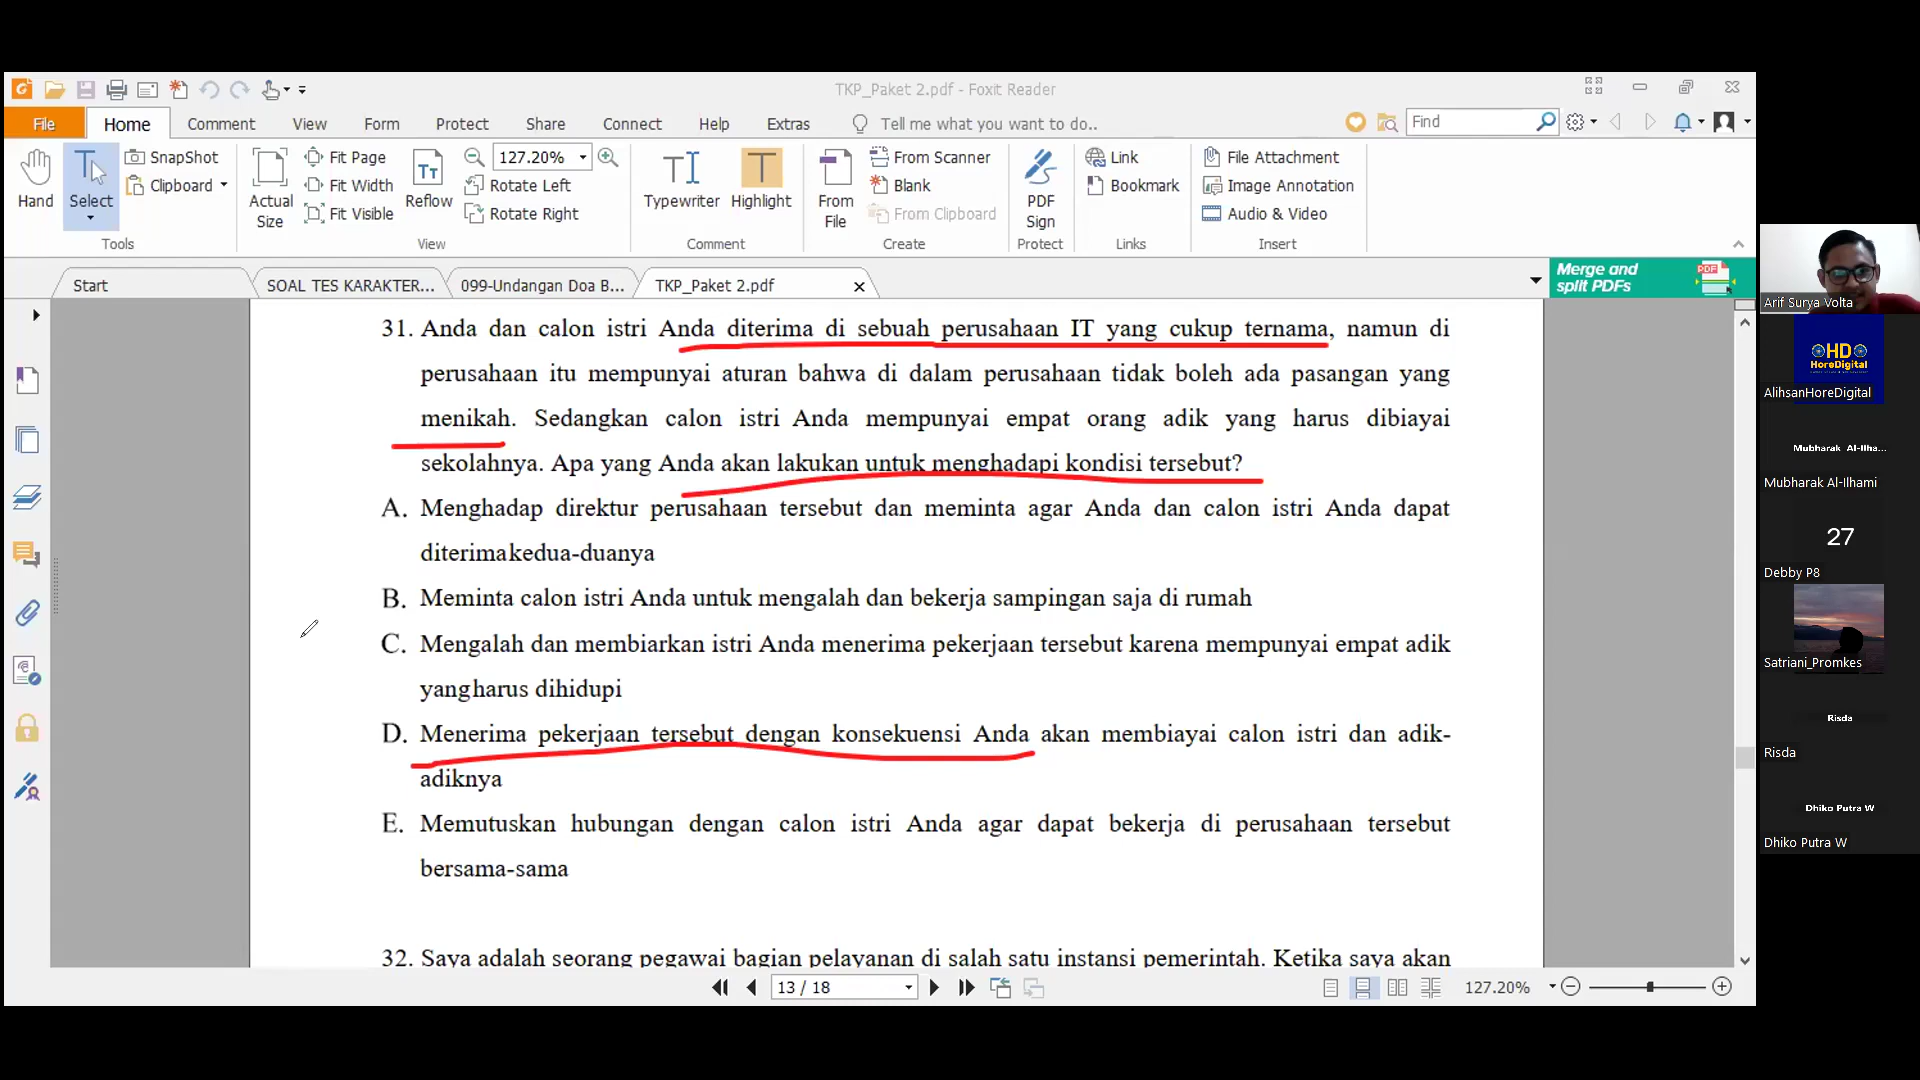 TKP_Paket 2.pdf - Foxit Reader
File Home Comment View Form Protect Share Connect Help Extras Tell me what you want to do.. Find
SnapShot Fit Page 127.20% From Scanner Link File Attachment
Clipboard Fit Width Rotate Left Blank Bookmark Image Annotation
Hand Select Actual Size Reflow Typewriter Highlight From File PDF Sign
Fit Visible Rotate Right From Clipboard Audio & Video
Tools View Comment Create Protect Links Insert
Start SOAL TES KARAKTER... 099-Undangan Doa B... TKP_Paket 2.pdf
Merge and
split PDFs
PDF
31. Anda dan calon istri Anda diterima di sebuah perusahaan IT yang cukup ternama, namun di
perusahaan itu mempunyai aturan bahwa di dalam perusahaan tidak boleh ada pasangan yang
menikah. Sedangkan calon istri Anda mempunyai empat orang adik yang harus dibiayai
sekolahnya. Apa yang Anda akan lakukan untuk menghadapi kondisi tersebut?
A. Menghadap direktur perusahaan tersebut dan meminta agar Anda dan calon istri Anda dapat
diterimakedua-duanya
B. Meminta calon istri Anda untuk mengalah dan bekerja sampingan saja di rumah
C. Mengalah dan membiarkan istri Anda menerima pekerjaan tersebut karena mempunyai empat adik
yangharus dihidupi
D. Menerima pekerjaan tersebut dengan konsekuensi Anda akan membiayai calon istri dan adik-
adiknya
E. Memutuskan hubungan dengan calon istri Anda agar dapat bekerja di perusahaan tersebut
bersama-sama
32. Saya adalah seorang pegawai bagian pelayanan di salah satu instansi pemerintah. Ketika saya akan
13 / 18
127.20%
Arif Surya Volta
HD
HoreDigital
AlihsanHoreDigital
Mubharak Al-Ilha...
Mubharak Al-Ilhami
27
Debby P8
Satriani_Promkes
Risda
Risda
Dhiko Putra W
Dhiko Putra W